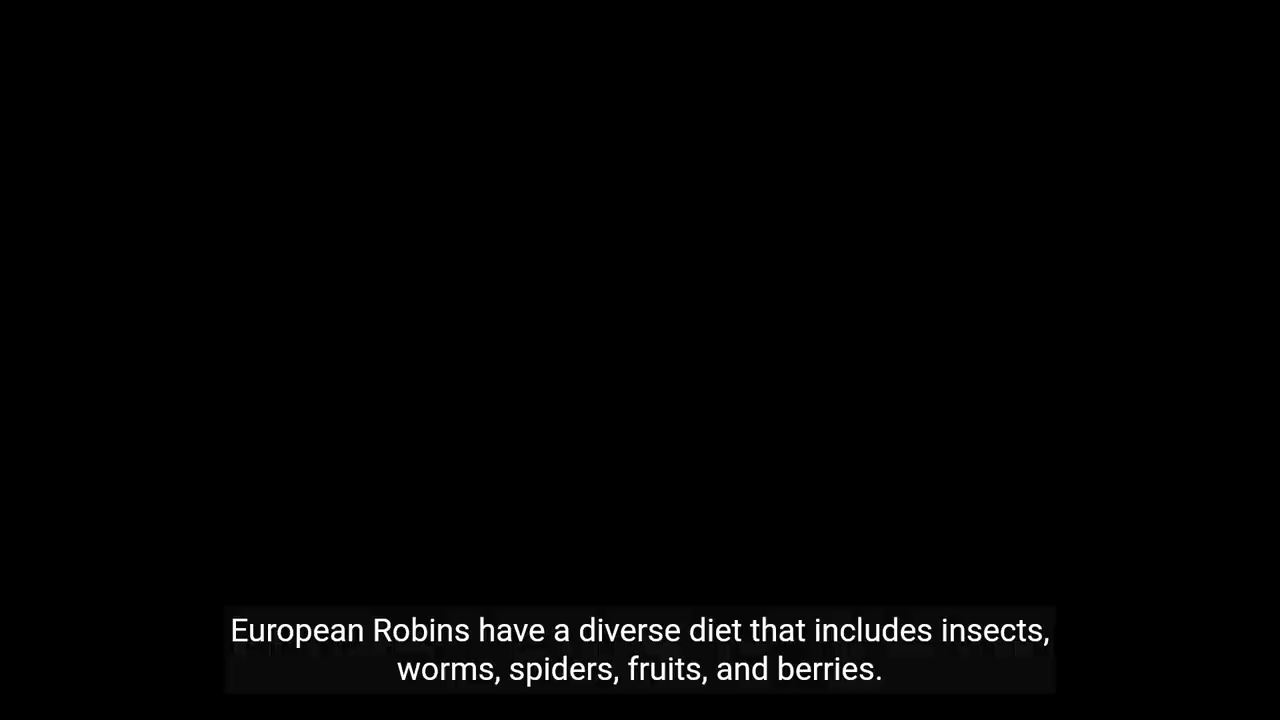 European Robins have a diverse diet that includes insects,
worms, spiders, fruits, and berries.